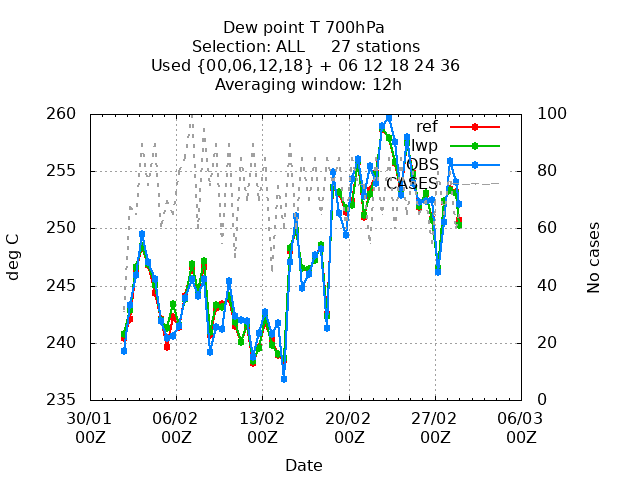 Dew point T 700hPa
Selection: ALL 27 stations
Used {00,06,12,18} + 06 12 18 24 36
Averaging window: 12h
260
255
250
245
240
235
deg C
100
80
60
40
20
0
No cases
ref
lwp
OBS
CASES
30/01 06/02 13/02 20/02 27/02 06/03
00Z 00Z 00Z 00Z 00Z 00Z
Date